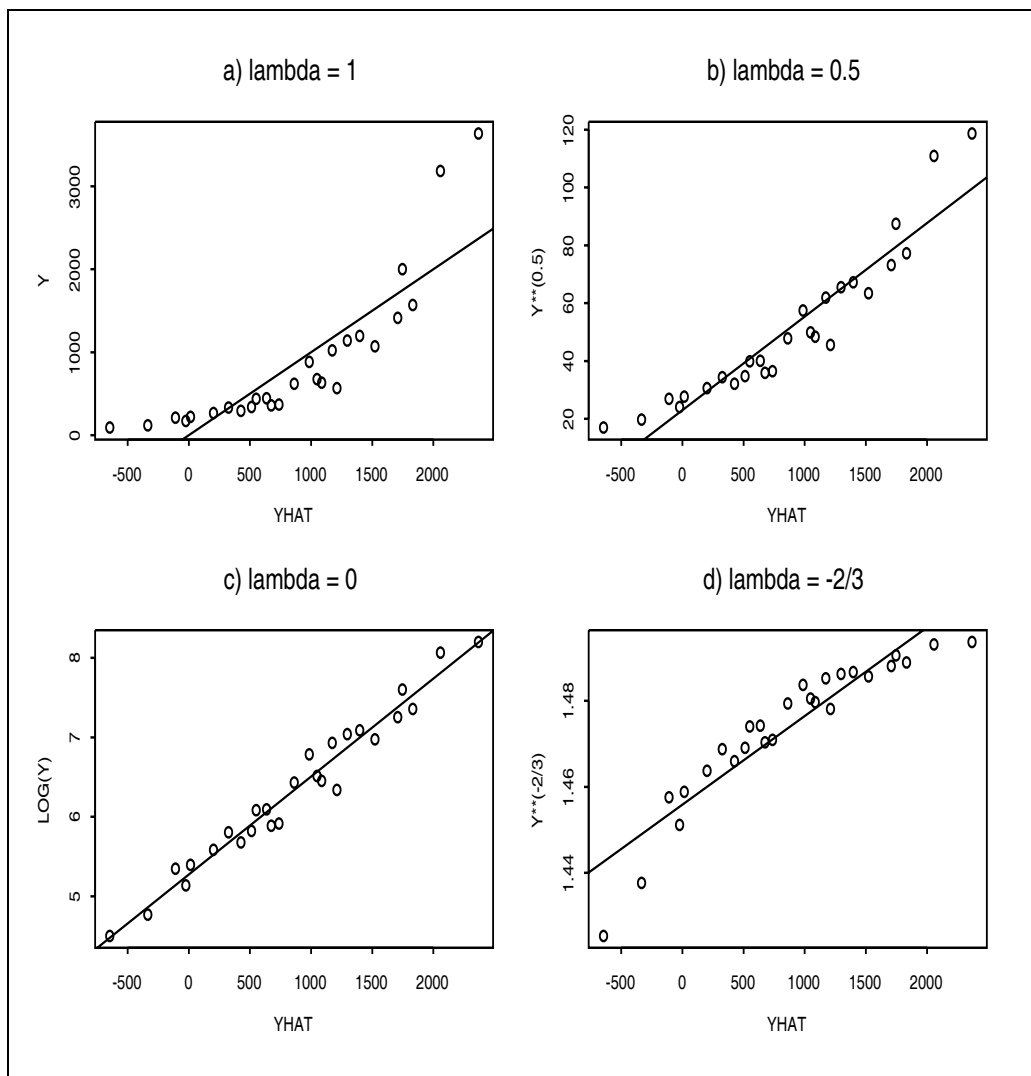 a) lambda = 1
Y
0 1000 2000 3000
-500 0 500 1000 1500 2000
YHAT
b) lambda = 0.5
Y**(0.5)
20 40 60 80 100 120
-500 0 500 1000 1500 2000
YHAT
c) lambda = 0
LOG(Y)
5 6 7 8
-500 0 500 1000 1500 2000
YHAT
d) lambda = -2/3
Y**(-2/3)
1.44 1.46 1.48
-500 0 500 1000 1500 2000
YHAT